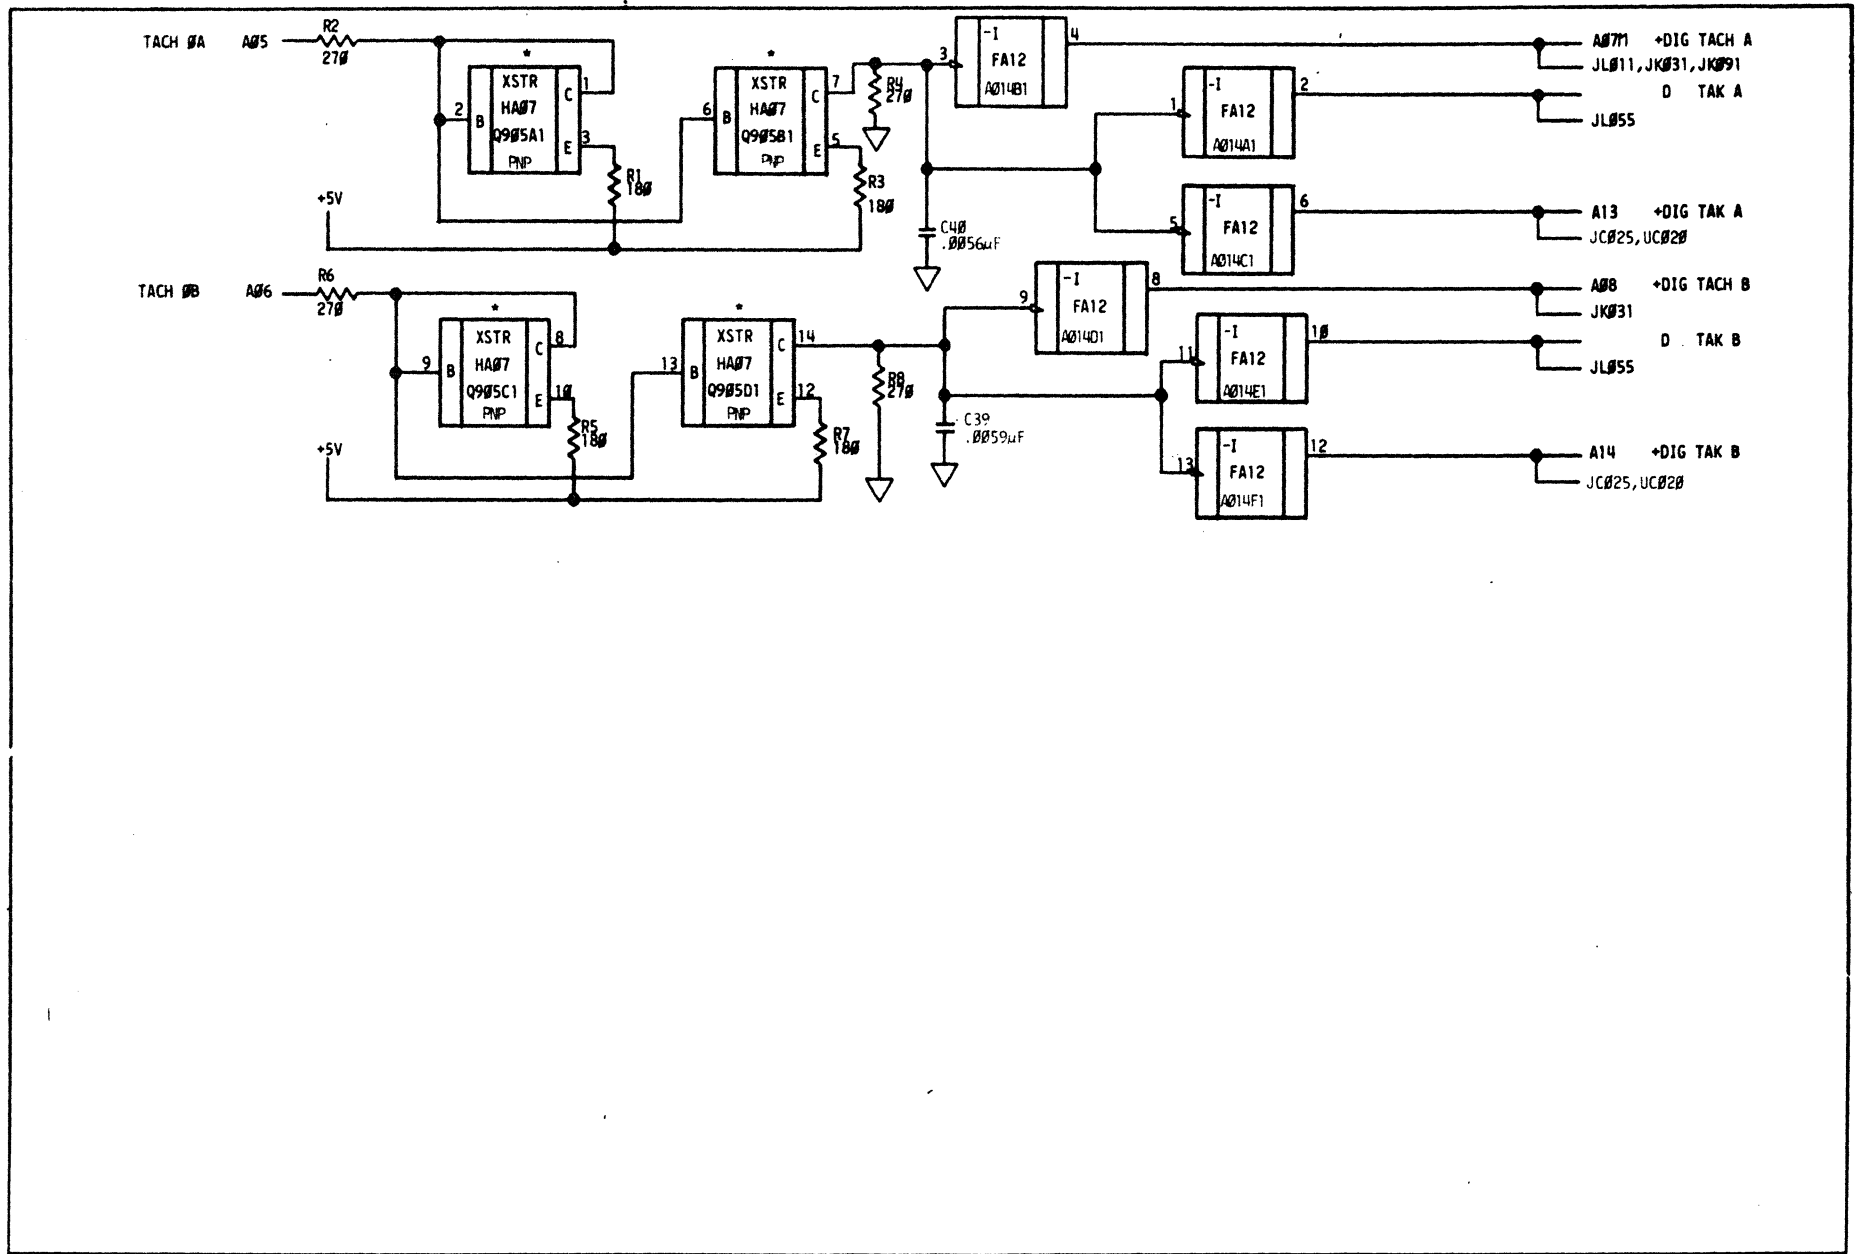 TACH ØA AØ5
R2
27Ø
*
XSTR
HAØ7
Q9Ø5A1
PNP
2 B
C 1
E 3
R1
18Ø
+5V
*
XSTR
HAØ7
Q9Ø5B1
PNP
6 B
C 7
E 5
R3
18Ø
R4
27Ø
C4Ø
.ØØ56µF
3 -I 4
FA12
AØ14B1
1 -I 2
FA12
AØ14A1
5 -I 6
FA12
AØ14C1
AØ7M +DIG TACH A
JLØ11,JKØ31,JKØ91
D TAK A
JLØ55
A13 +DIG TAK A
JCØ25,UCØ2Ø
TACH ØB AØ6
R6
27Ø
*
XSTR
HAØ7
Q9Ø5C1
PNP
9 B
C 8
E 1Ø
R5
18Ø
+5V
*
XSTR
HAØ7
Q9Ø5D1
PNP
13 B
C 14
E 12
R7
18Ø
R8
27Ø
C39
.ØØ59µF
9 -I 8
FA12
AØ14D1
11 -I 1Ø
FA12
AØ14E1
13 -I 12
FA12
AØ14F1
AØ8 +DIG TACH B
JKØ31
D TAK B
JLØ55
A14 +DIG TAK B
JCØ25,UCØ2Ø